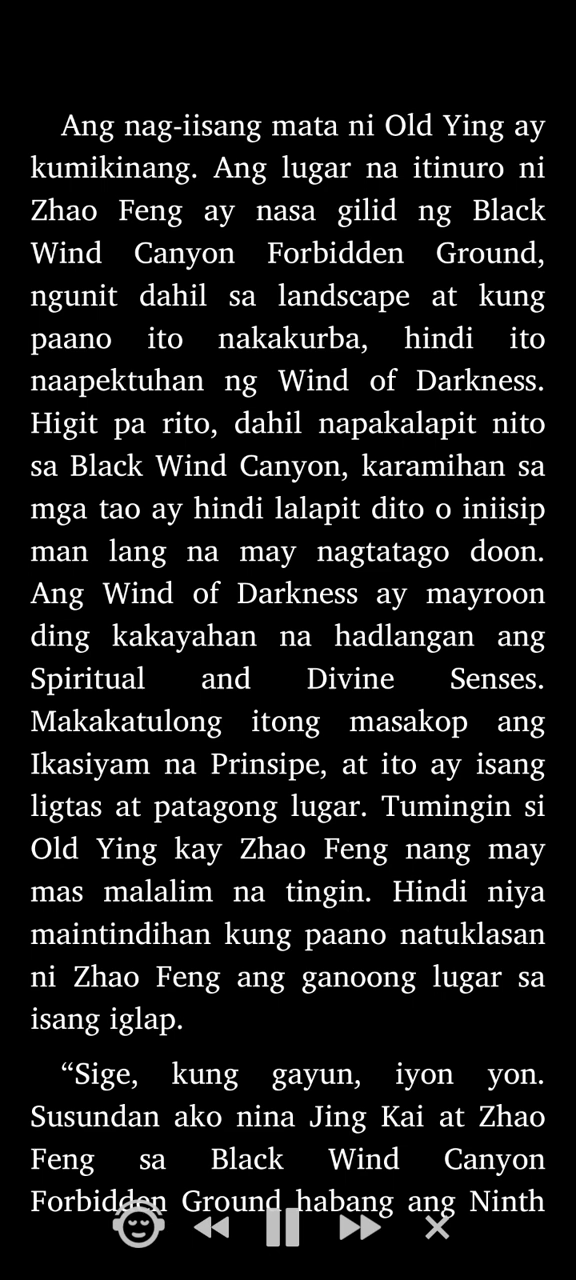 Ang nag-iisang mata ni Old Ying ay
kumikinang. Ang lugar na itinuro ni
Zhao Feng ay nasa gilid ng Black
Wind Canyon Forbidden Ground,
ngunit dahil sa landscape at kung
paano ito nakakurba, hindi ito
naapektuhan ng Wind of Darkness.
Higit pa rito, dahil napakalapit nito
sa Black Wind Canyon, karamihan sa
mga tao ay hindi lalapit dito o iniisip
man lang na may nagtatago doon.
Ang Wind of Darkness ay mayroon
ding kakayahan na hadlangan ang
Spiritual and Divine Senses.
Makakatulong itong masakop ang
Ikasiyam na Prinsipe, at ito ay isang
ligtas at patagong lugar. Tumingin si
Old Ying kay Zhao Feng nang may
mas malalim na tingin. Hindi niya
maintindihan kung paano natuklasan
ni Zhao Feng ang ganoong lugar sa
isang iglap.
“Sige, kung gayun, iyon yon.
Susundan ako nina Jing Kai at Zhao
Feng sa Black Wind Canyon
Forbidden Ground habang ang Ninth